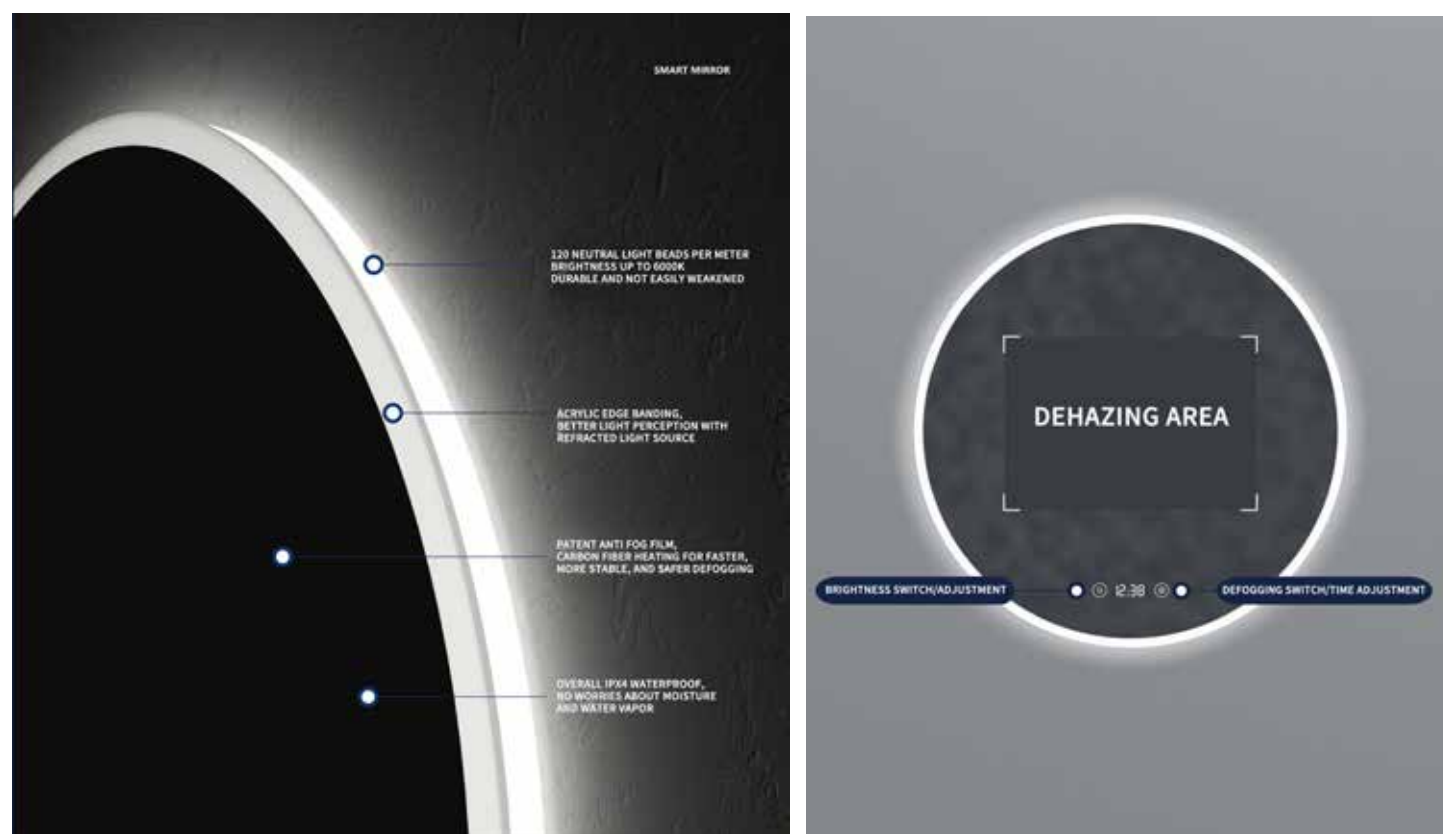 SMART MIRROR
120 NEUTRAL LIGHT BEADS PER METER
BRIGHTNESS UP TO 6000K
DURABLE AND NOT EASILY WEAKENED
ACRYLIC EDGE BANDING,
BETTER LIGHT PERCEPTION WITH
REFRACTED LIGHT SOURCE
PATENT ANTI FOG FILM,
CARBON FIBER HEATING FOR FASTER,
MORE STABLE, AND SAFER DEFOGGING
OVERALL IPX4 WATERPROOF,
NO WORRIES ABOUT MOISTURE
AND WATER VAPOR
DEHAZING AREA
BRIGHTNESS SWITCH/ADJUSTMENT
12:38
DEFOGGING SWITCH/TIME ADJUSTMENT